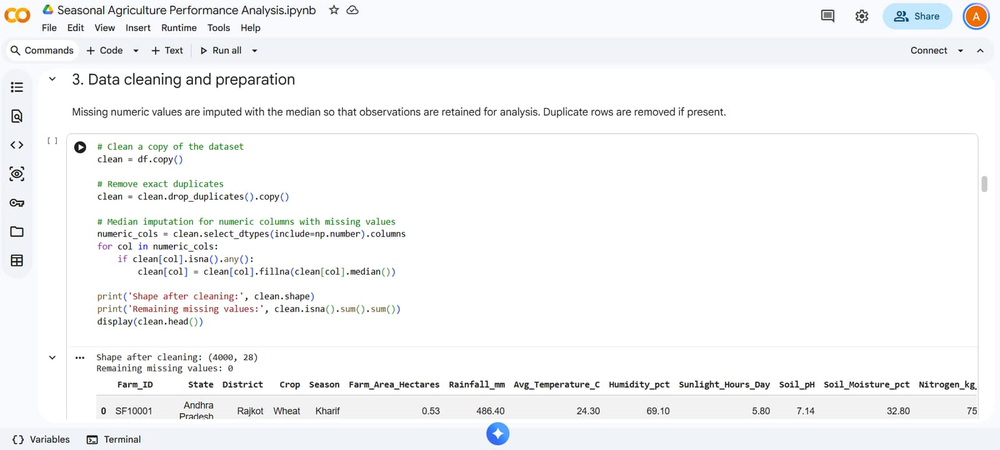 Seasonal Agriculture Performance Analysis.ipynb
File Edit View Insert Runtime Tools Help
Share
A
Commands + Code + Text Run all
Connect
3. Data cleaning and preparation
Missing numeric values are imputed with the median so that observations are retained for analysis. Duplicate rows are removed if present.
[ ]
# Clean a copy of the dataset
clean = df.copy()
# Remove exact duplicates
clean = clean.drop_duplicates().copy()
# Median imputation for numeric columns with missing values
numeric_cols = clean.select_dtypes(include=np.number).columns
for col in numeric_cols:
    if clean[col].isna().any():
        clean[col] = clean[col].fillna(clean[col].median())
print('Shape after cleaning:', clean.shape)
print('Remaining missing values:', clean.isna().sum().sum())
display(clean.head())
Shape after cleaning: (4000, 28)
Remaining missing values: 0
Farm_ID State District Crop Season Farm_Area_Hectares Rainfall_mm Avg_Temperature_C Humidity_pct Sunlight_Hours_Day Soil_pH Soil_Moisture_pct Nitrogen_kg_
0 SF10001 Andhra Pradesh Rajkot Wheat Kharif 0.53 486.40 24.30 69.10 5.80 7.14 32.80 75
Variables Terminal